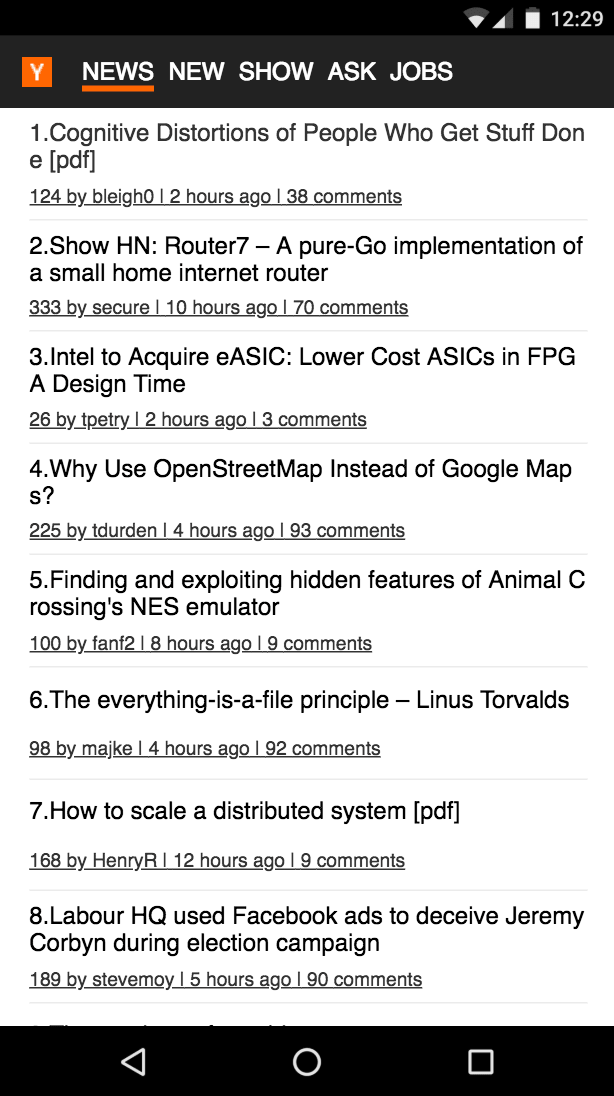 12:29
Y NEWS NEW SHOW ASK JOBS
1.Cognitive Distortions of People Who Get Stuff Don
e [pdf]
124 by bleigh0 | 2 hours ago | 38 comments
2.Show HN: Router7 – A pure-Go implementation of
a small home internet router
333 by secure | 10 hours ago | 70 comments
3.Intel to Acquire eASIC: Lower Cost ASICs in FPG
A Design Time
26 by tpetry | 2 hours ago | 3 comments
4.Why Use OpenStreetMap Instead of Google Map
s?
225 by tdurden | 4 hours ago | 93 comments
5.Finding and exploiting hidden features of Animal C
rossing's NES emulator
100 by fanf2 | 8 hours ago | 9 comments
6.The everything-is-a-file principle – Linus Torvalds
98 by majke | 4 hours ago | 92 comments
7.How to scale a distributed system [pdf]
168 by HenryR | 12 hours ago | 9 comments
8.Labour HQ used Facebook ads to deceive Jeremy
Corbyn during election campaign
189 by stevemoy | 5 hours ago | 90 comments